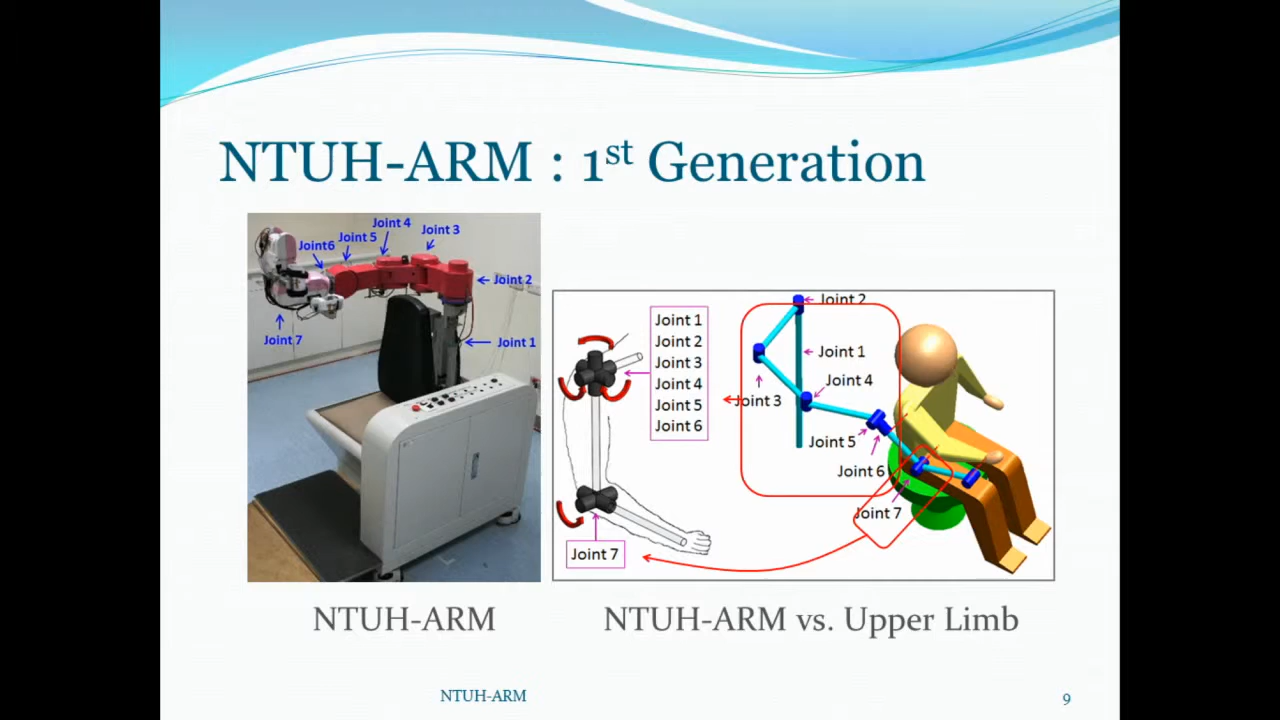 NTUH-ARM : 1st Generation
Joint 4
Joint 3
Joint 5
Joint6
Joint 2
Joint 7
Joint 1
Joint 1
Joint 2
Joint 3
Joint 4
Joint 5
Joint 6
Joint 7
Joint 2
Joint 1
Joint 4
Joint 3
Joint 5
Joint 6
Joint 7
NTUH-ARM
NTUH-ARM vs. Upper Limb
NTUH-ARM
9